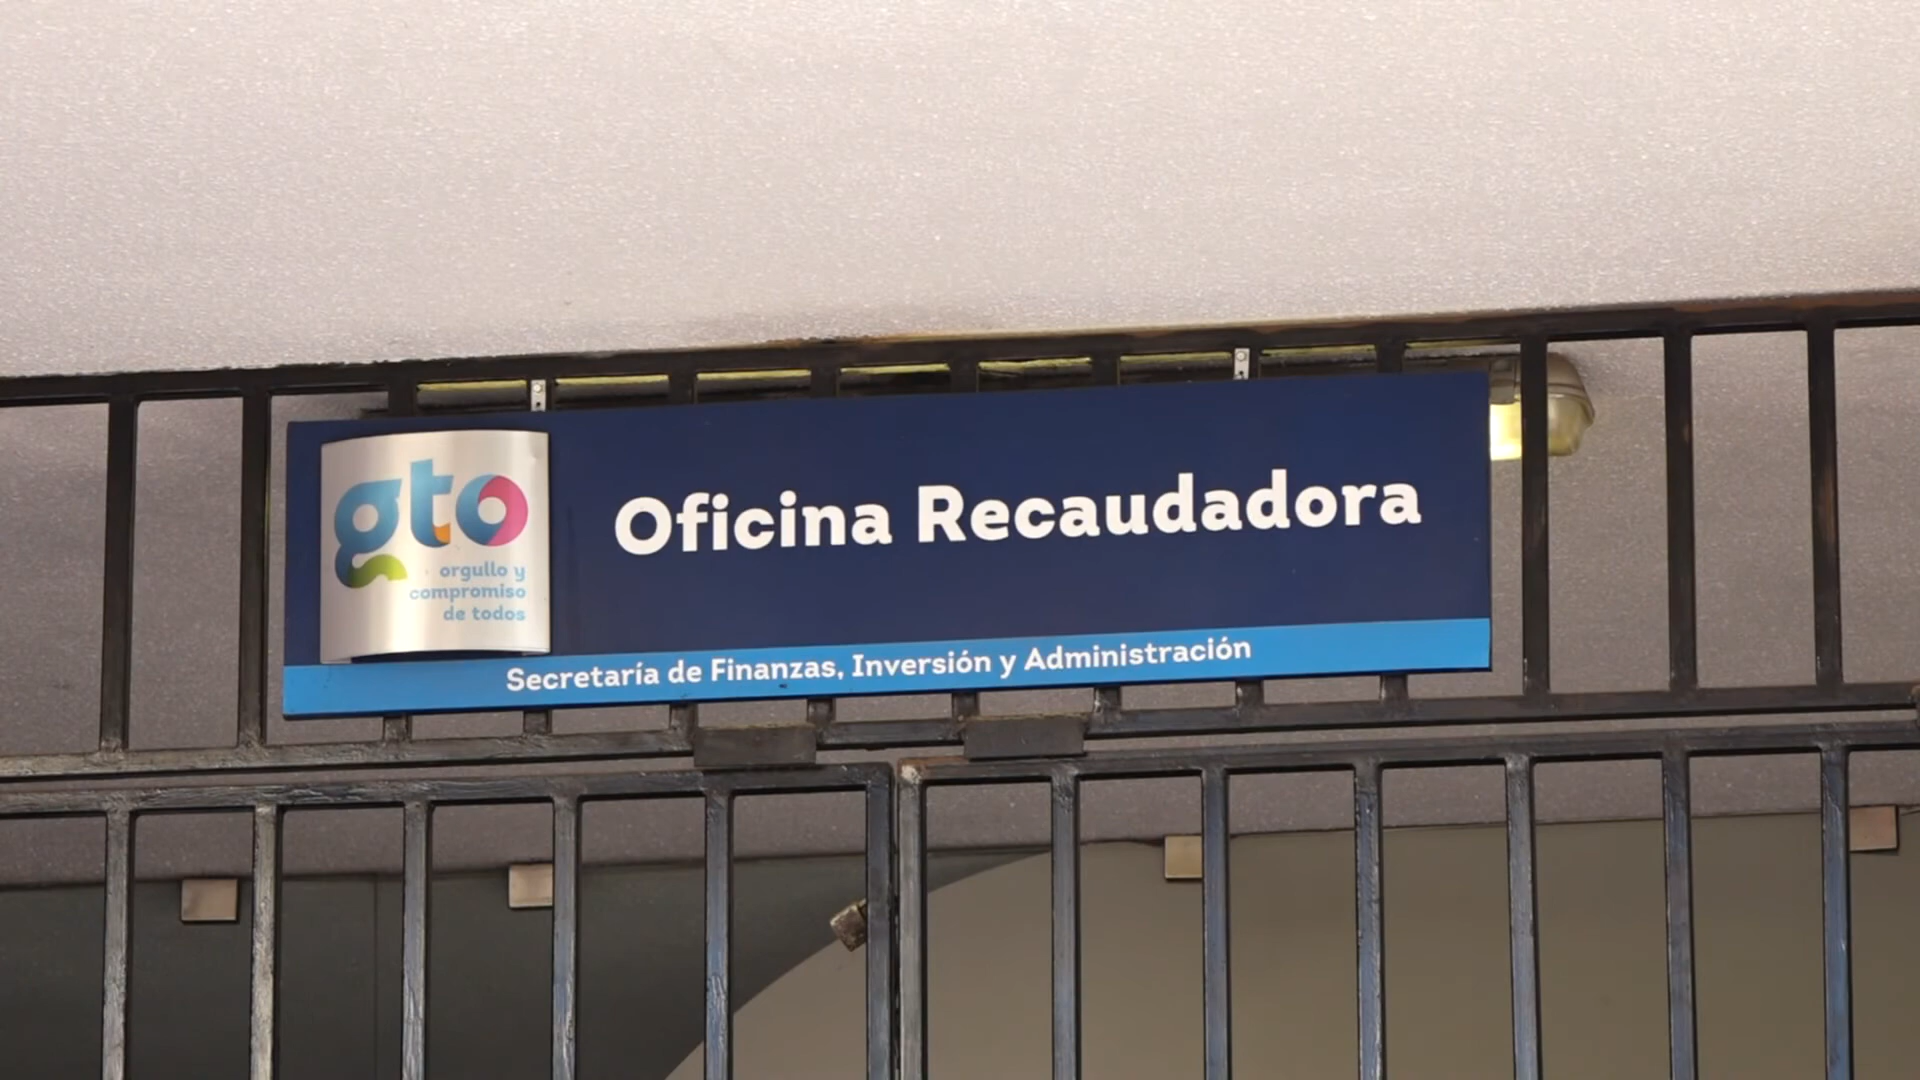 gto
orgullo y
compromiso
de todos
Oficina Recaudadora
Secretaría de Finanzas, Inversión y Administración